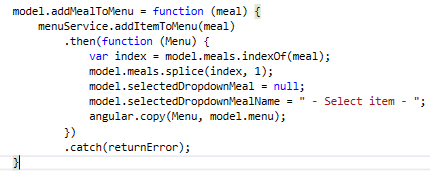 model.addMealToMenu = function (meal) {
    menuService.addItemToMenu(meal)
        .then(function (Menu) {
            var index = model.meals.indexOf(meal);
            model.meals.splice(index, 1);
            model.selectedDropdownMeal = null;
            model.selectedDropdownMealName = " - Select item - ";
            angular.copy(Menu, model.menu);
        })
        .catch(returnError);
}